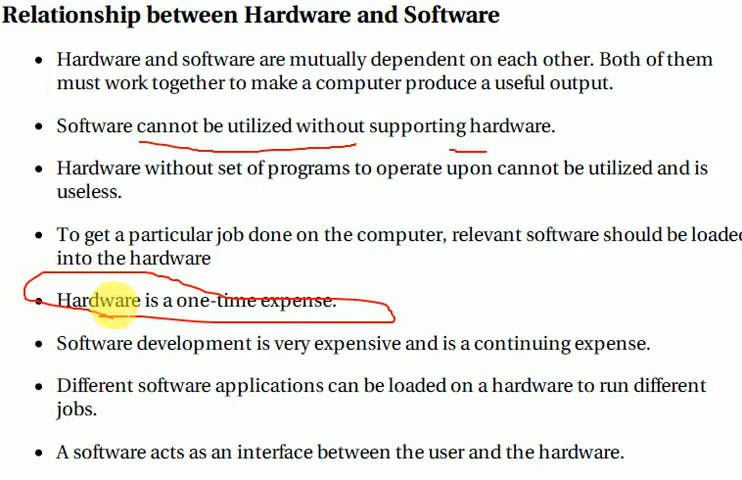 Relationship between Hardware and Software
• Hardware and software are mutually dependent on each other. Both of them
must work together to make a computer produce a useful output.
• Software cannot be utilized without supporting hardware.
• Hardware without set of programs to operate upon cannot be utilized and is
useless.
• To get a particular job done on the computer, relevant software should be loaded
into the hardware
• Hardware is a one-time expense.
• Software development is very expensive and is a continuing expense.
• Different software applications can be loaded on a hardware to run different
jobs.
• A software acts as an interface between the user and the hardware.